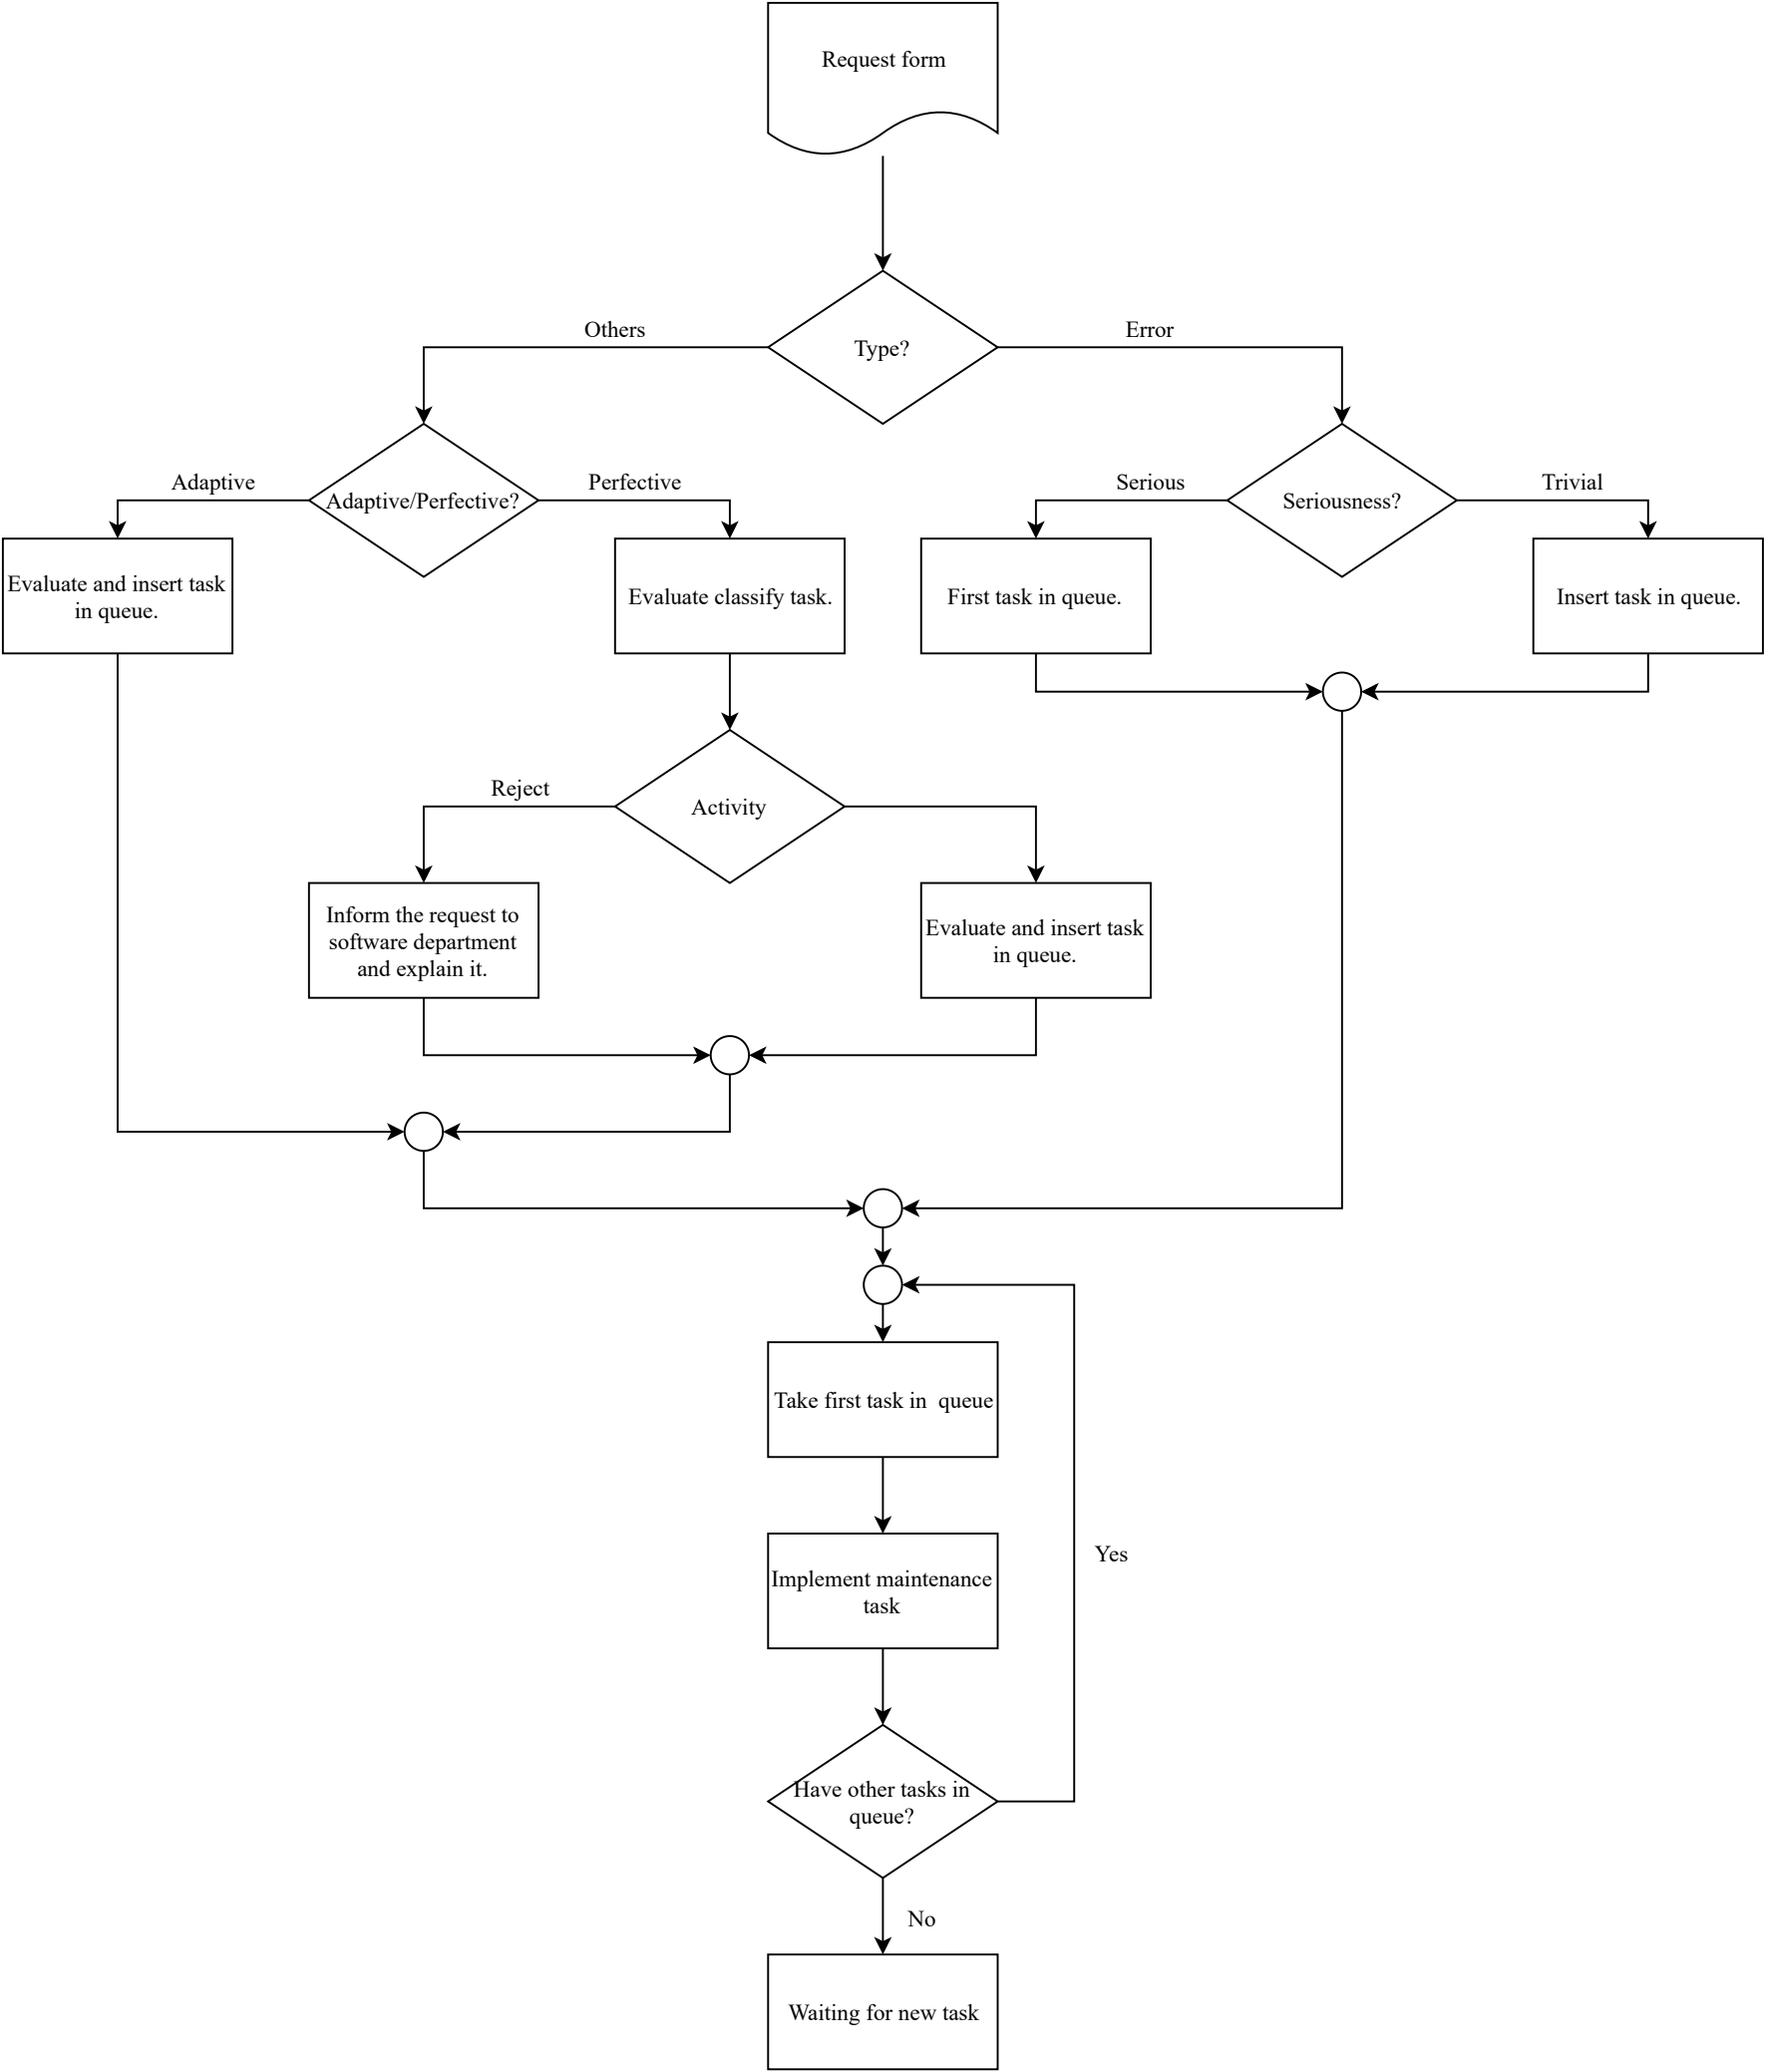 Request form
Others
Error
Type?
Adaptive
Perfective
Serious
Trivial
Adaptive/Perfective?
Seriousness?
Evaluate and insert task
in queue.
Evaluate classify task.
First task in queue.
Insert task in queue.
Reject
Activity
Inform the request to
software department
and explain it.
Evaluate and insert task
in queue.
Take first task in  queue
Yes
Implement maintenance
task
Have other tasks in
queue?
No
Waiting for new task